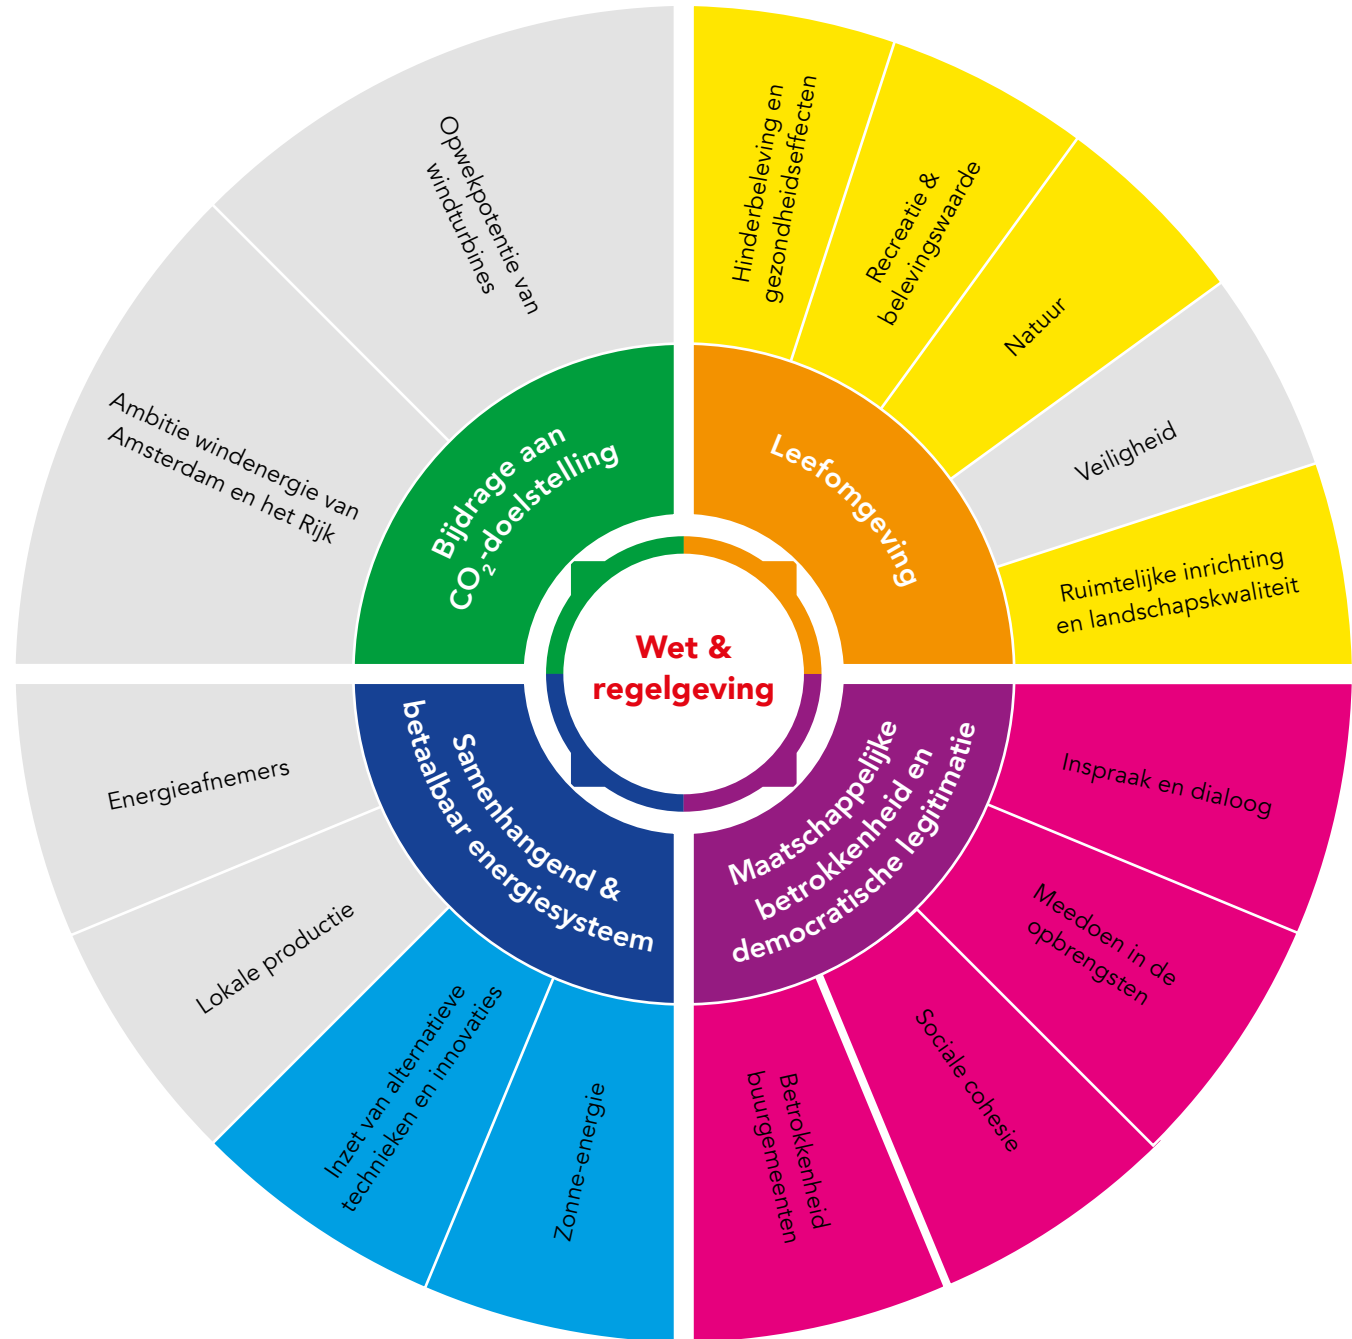 Opwekpotentie van
windturbines
Ambitie windenergie van
Amsterdam en het Rijk
Bijdrage aan
CO₂-doelstelling
Hinderbeleving en
gezondheidseffecten
Recreatie &
belevingswaarde
Natuur
Veiligheid
Ruimtelijke inrichting
en landschapskwaliteit
Leefomgeving
Wet &
regelgeving
Energieafnemers
Lokale productie
Inzet van alternatieve
technieken en innovaties
Zonne-energie
Samenhangend &
betaalbaar energiesysteem
Maatschappelijke
betrokkenheid en
democratische legitimatie
Inspraak en dialoog
Meedoen in de
opbrengsten
Sociale cohesie
Betrokkenheid
buurgemeenten